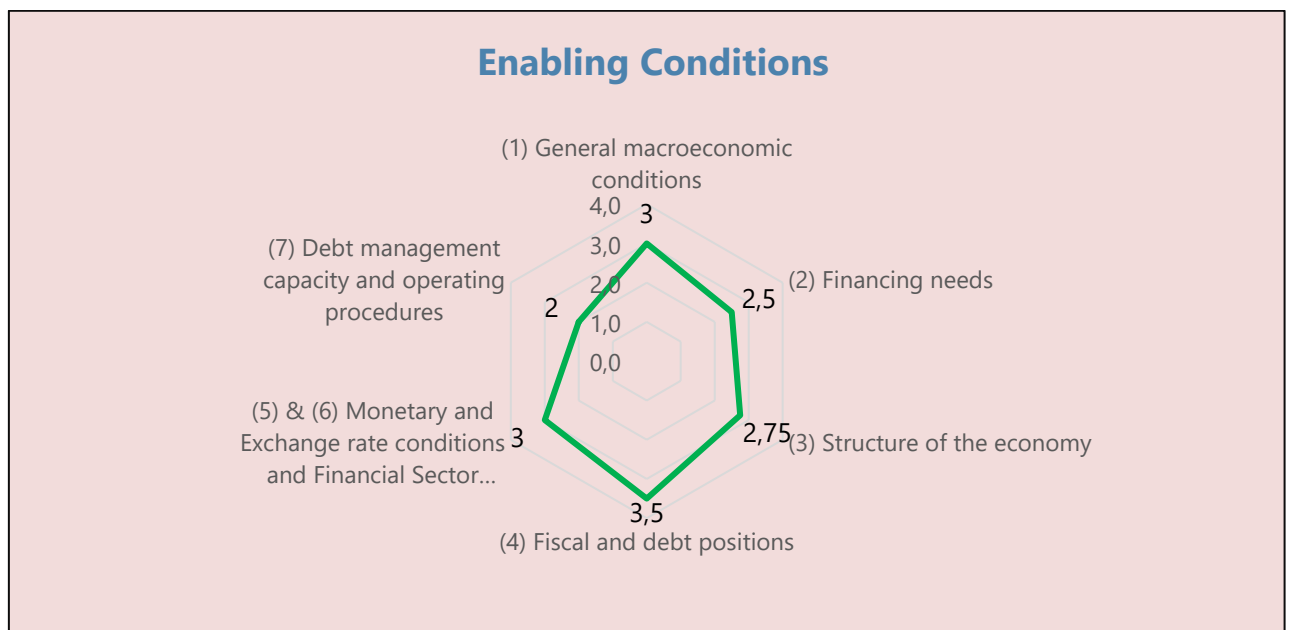 Enabling Conditions
(1) General macroeconomic
conditions
4,0
3
3,0
2,0
1,0
0,0
(2) Financing needs
2,5
(3) Structure of the economy
2,75
3,5
(4) Fiscal and debt positions
(5) & (6) Monetary and
Exchange rate conditions
and Financial Sector...
3
(7) Debt management
capacity and operating
procedures
2